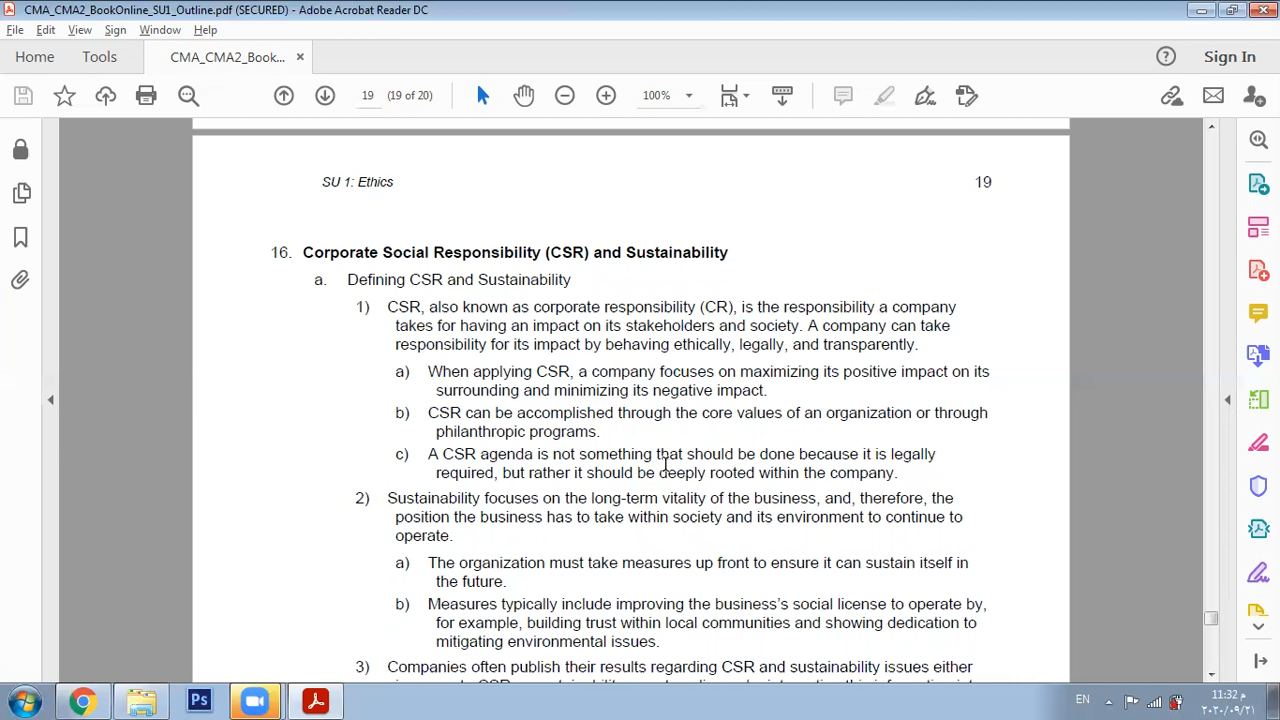 CMA_CMA2_BookOnline_SU1_Outline.pdf (SECURED) - Adobe Acrobat Reader DC
File Edit View Sign Window Help
Home Tools CMA_CMA2_Book... × Sign In
19 (19 of 20) 100%
SU 1: Ethics 19
16. Corporate Social Responsibility (CSR) and Sustainability
a. Defining CSR and Sustainability
1) CSR, also known as corporate responsibility (CR), is the responsibility a company
takes for having an impact on its stakeholders and society. A company can take
responsibility for its impact by behaving ethically, legally, and transparently.
a) When applying CSR, a company focuses on maximizing its positive impact on its
surrounding and minimizing its negative impact.
b) CSR can be accomplished through the core values of an organization or through
philanthropic programs.
c) A CSR agenda is not something that should be done because it is legally
required, but rather it should be deeply rooted within the company.
2) Sustainability focuses on the long-term vitality of the business, and, therefore, the
position the business has to take within society and its environment to continue to
operate.
a) The organization must take measures up front to ensure it can sustain itself in
the future.
b) Measures typically include improving the business's social license to operate by,
for example, building trust within local communities and showing dedication to
mitigating environmental issues.
3) Companies often publish their results regarding CSR and sustainability issues either
Ps EN
م 11:32
٢٠٢٠/٠٩/٢١